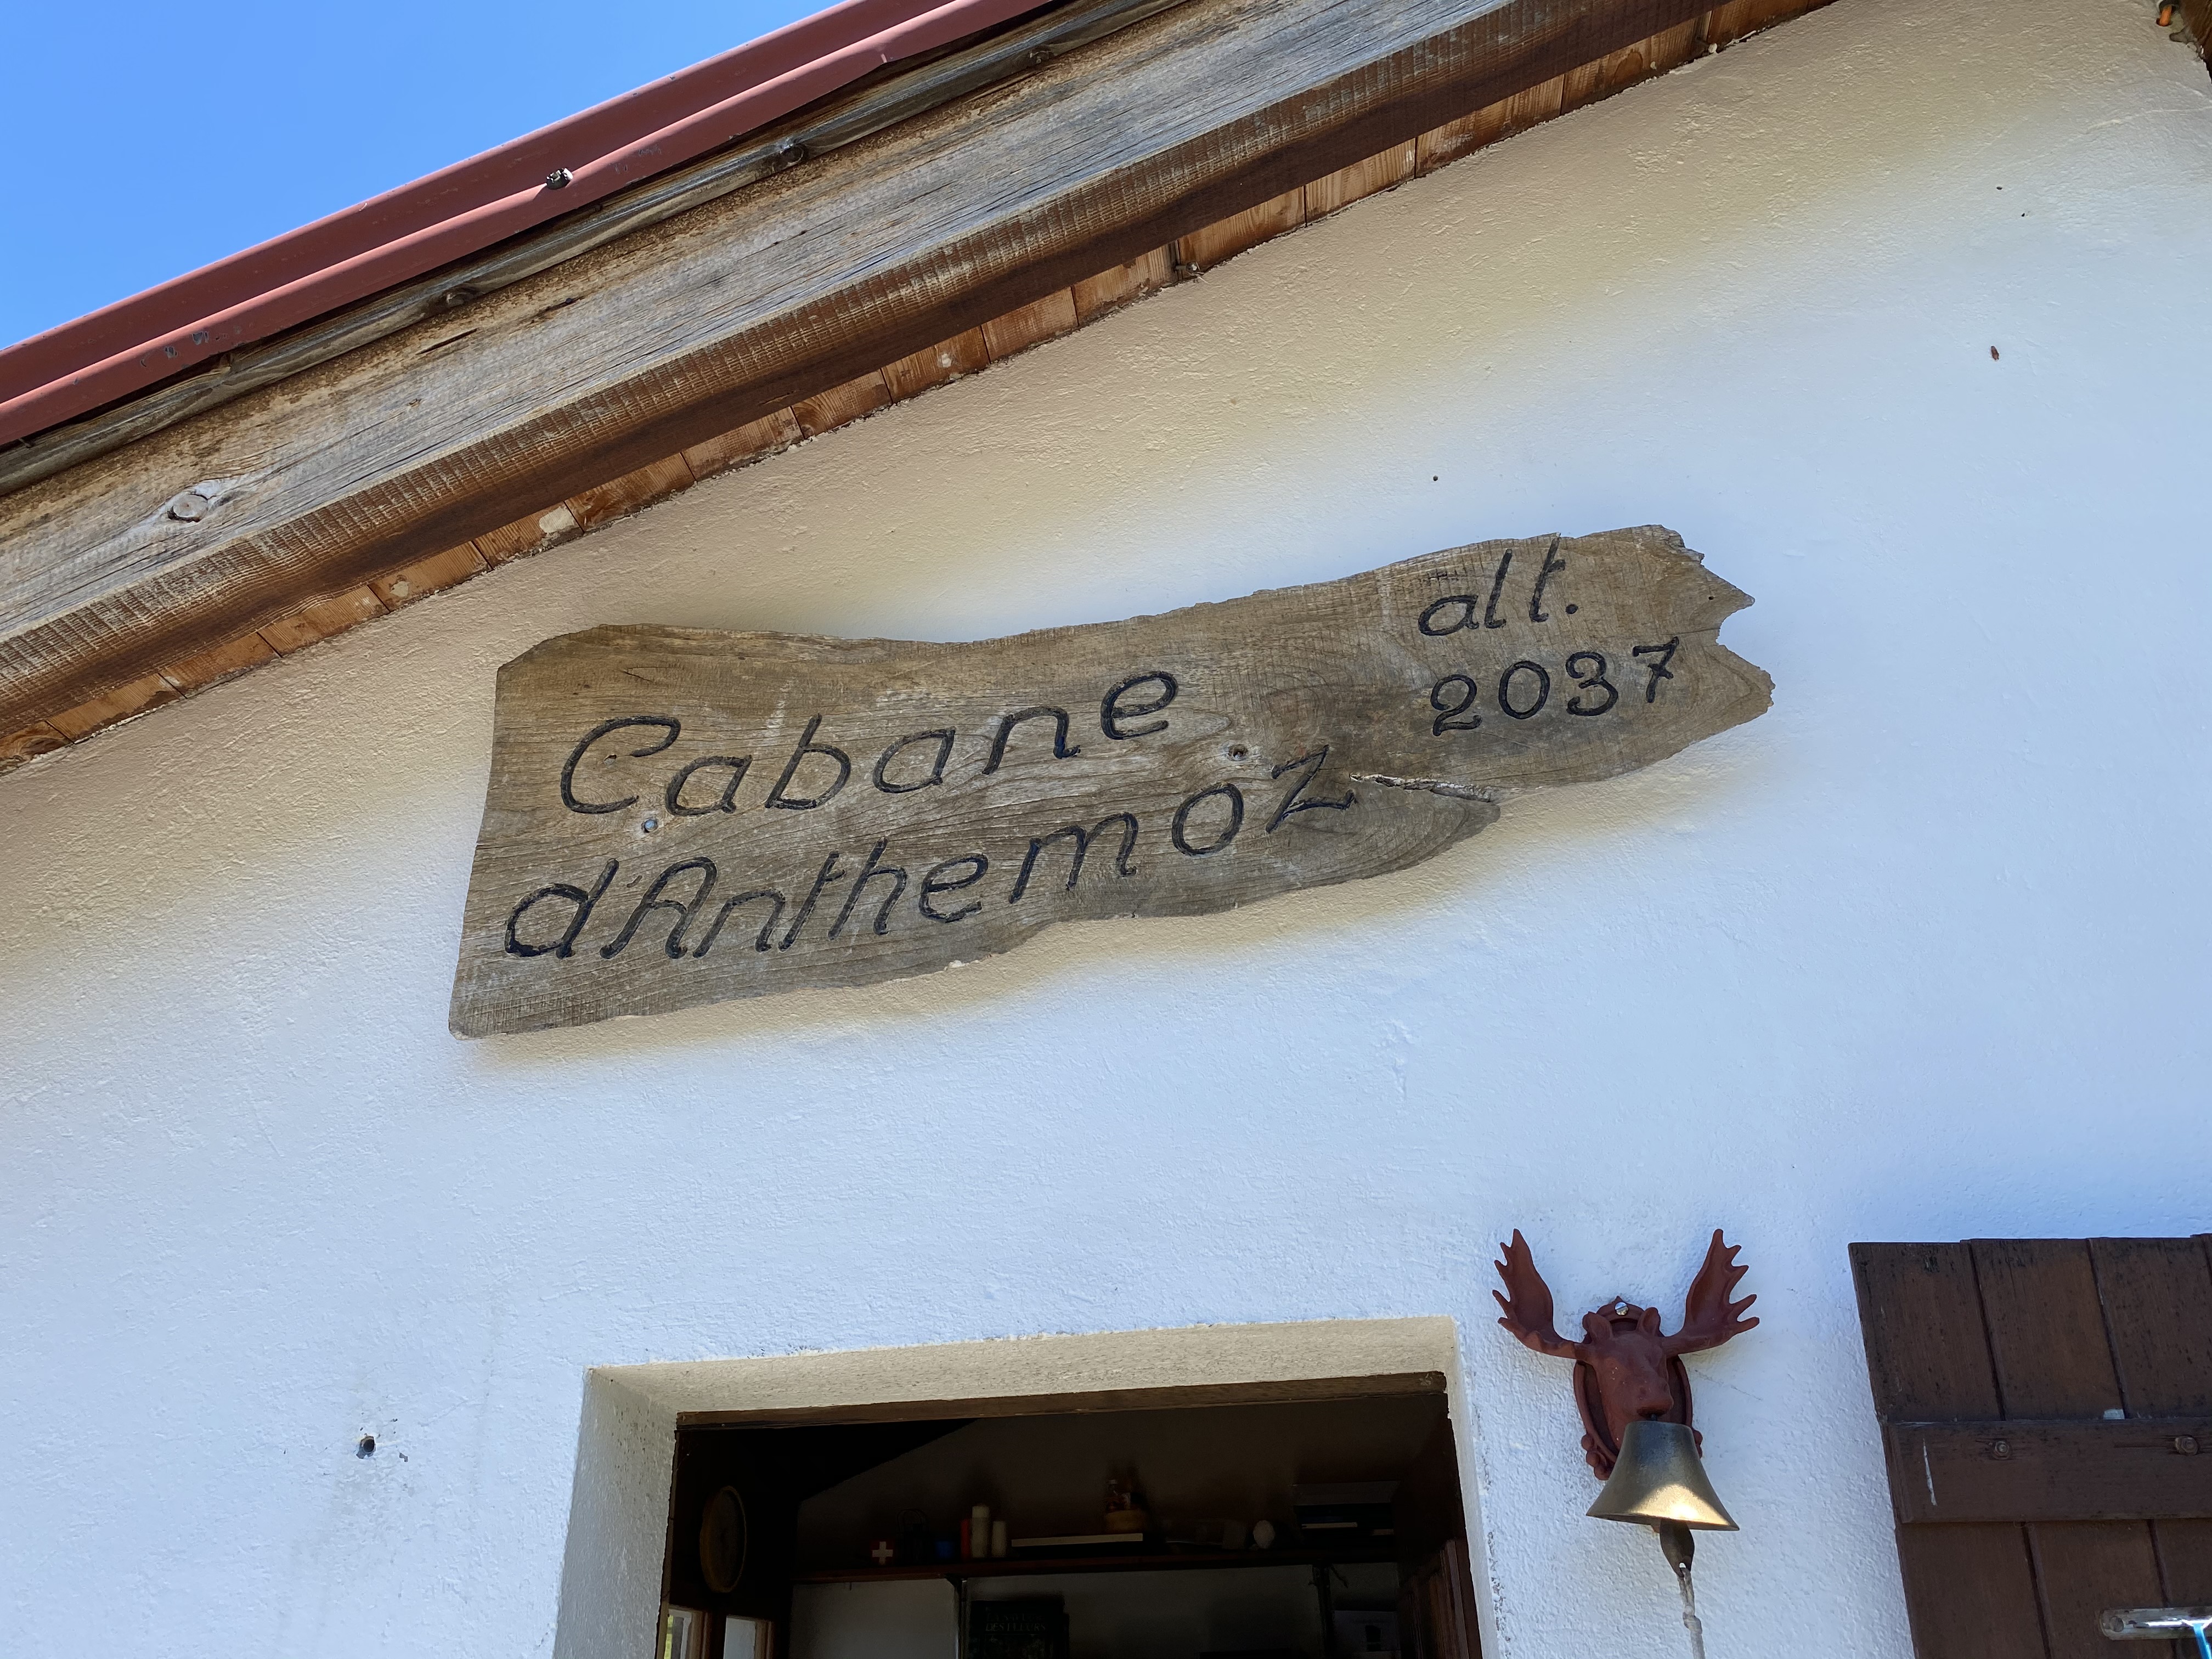 Cabane
d'Anthemoz
alt.
2037